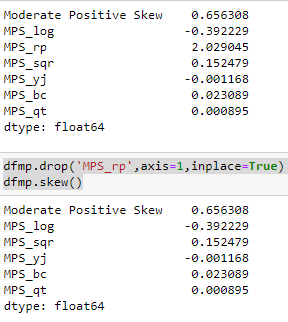 Moderate Positive Skew    0.656308
MPS_log                  -0.392229
MPS_rp                    2.029045
MPS_sqr                   0.152479
MPS_yj                   -0.001168
MPS_bc                    0.023089
MPS_qt                    0.000895
dtype: float64
dfmp.drop('MPS_rp',axis=1,inplace=True)
dfmp.skew()
Moderate Positive Skew    0.656308
MPS_log                  -0.392229
MPS_sqr                   0.152479
MPS_yj                   -0.001168
MPS_bc                    0.023089
MPS_qt                    0.000895
dtype: float64